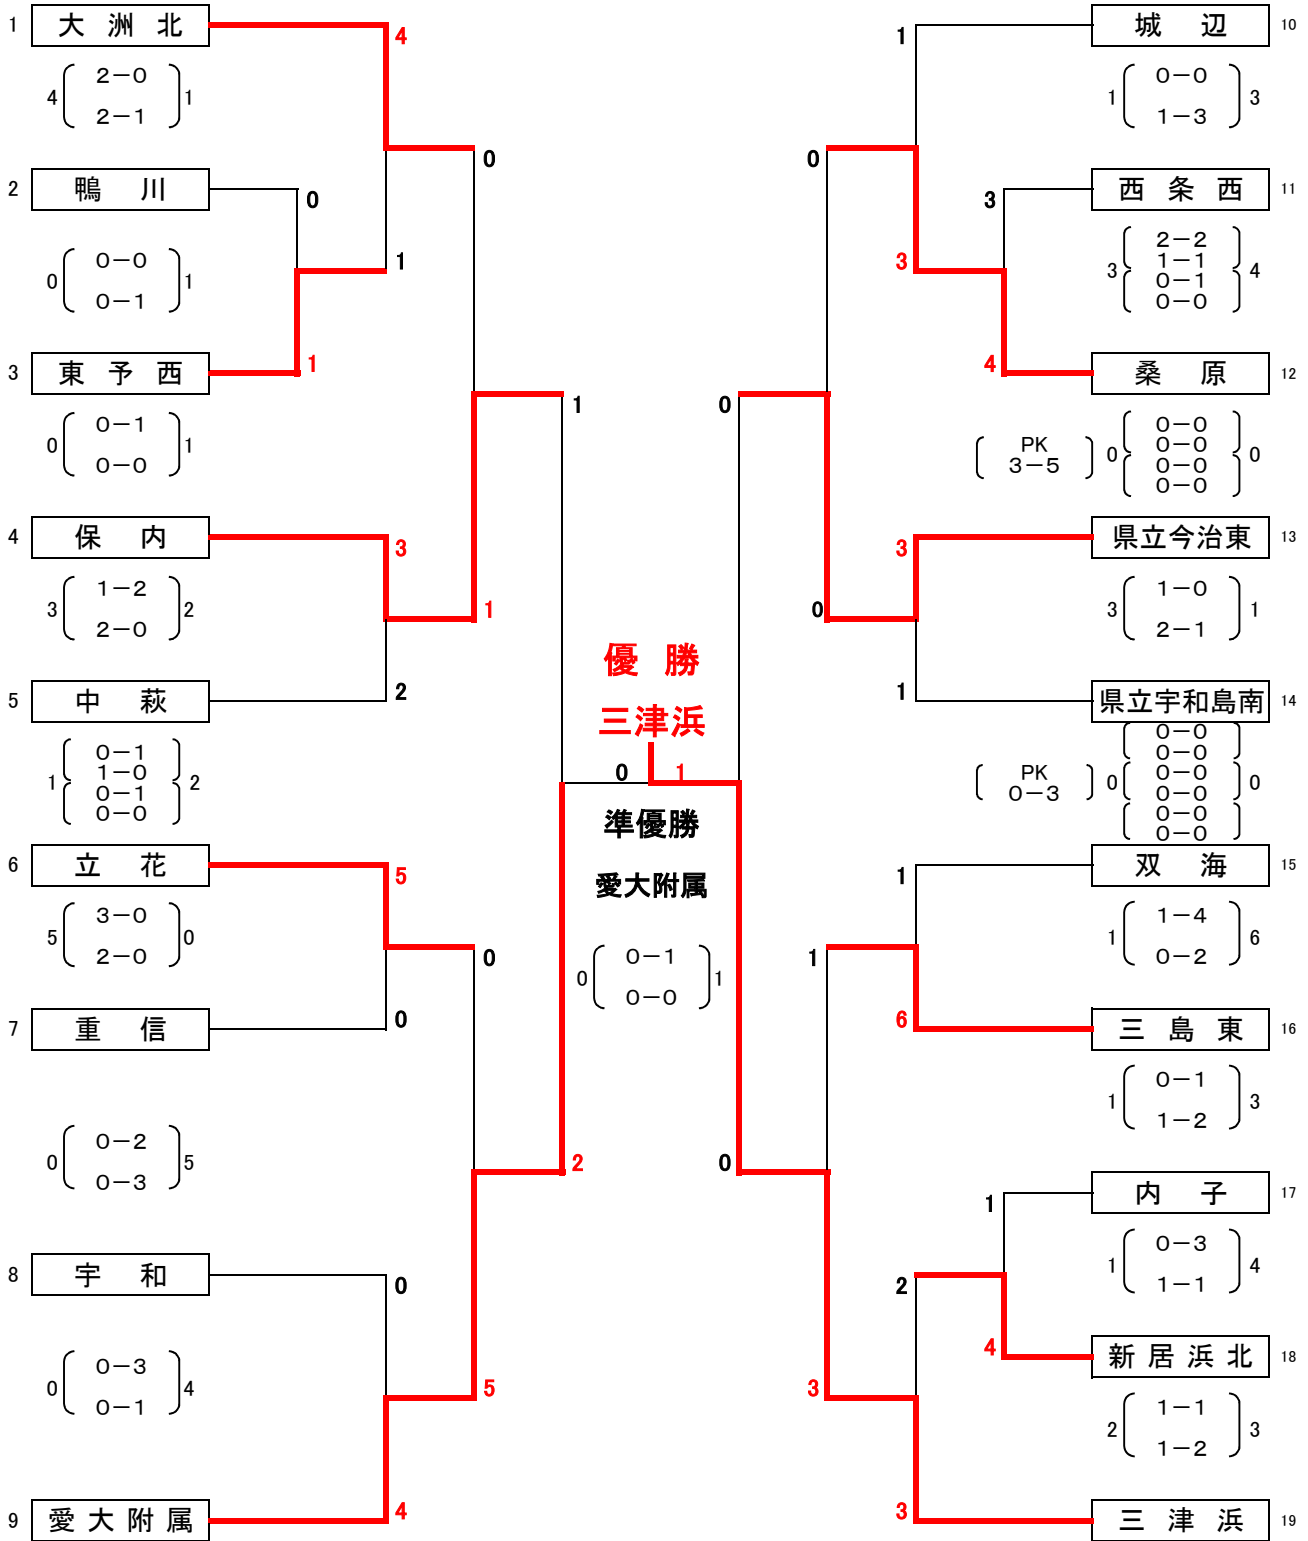 1 大洲北
4
4 2-0 1
2-1
0
2 鴨川
0
1
0 0-0 1
0-1
3 東予西
1
0 0-1 1
0-0
1
4 保内
3
3 1-2 2
2-0
1
5 中萩
2
1 0-1 2
1-0
0-1
0-0
6 立花
5
5 3-0 0
2-0
0
7 重信
0
0 0-2 5
0-3
2
8 宇和
0
0 0-3 4
0-1
5
9 愛大附属
4
優勝
三津浜
0 1
準優勝
愛大附属
0 0-1 1
0-0
城辺 10
1
1 0-0 3
1-3
0
西条西 11
3
3 2-2 4
1-1
0-1
0-0
3
桑原 12
4
0
PK
3-5
0 0-0 0
0-0
0-0
0-0
県立今治東 13
3
3 1-0 1
2-1
0
県立宇和島南 14
1
PK
0-3
0 0-0 0
0-0
0-0
0-0
0-0
0-0
双海 15
1
1 1-4 6
0-2
1
三島東 16
6
1 0-1 3
1-2
0
内子 17
1
1 0-3 4
1-1
2
新居浜北 18
4
3
2 1-1 3
1-2
三津浜 19
3